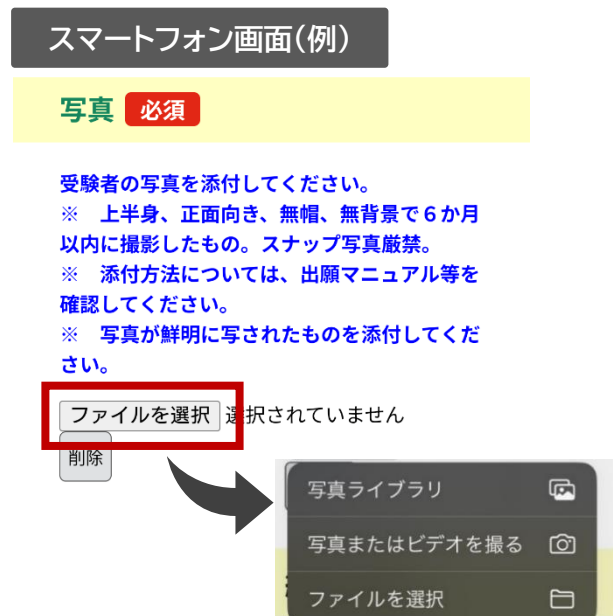 スマートフォン画面(例)
写真 必須
受験者の写真を添付してください。
※　上半身、正面向き、無帽、無背景で６か月
以内に撮影したもの。スナップ写真厳禁。
※　添付方法については、出願マニュアル等を
確認してください。
※　写真が鮮明に写されたものを添付してくだ
さい。
ファイルを選択 選択されていません
削除
写真ライブラリ
写真またはビデオを撮る
ファイルを選択